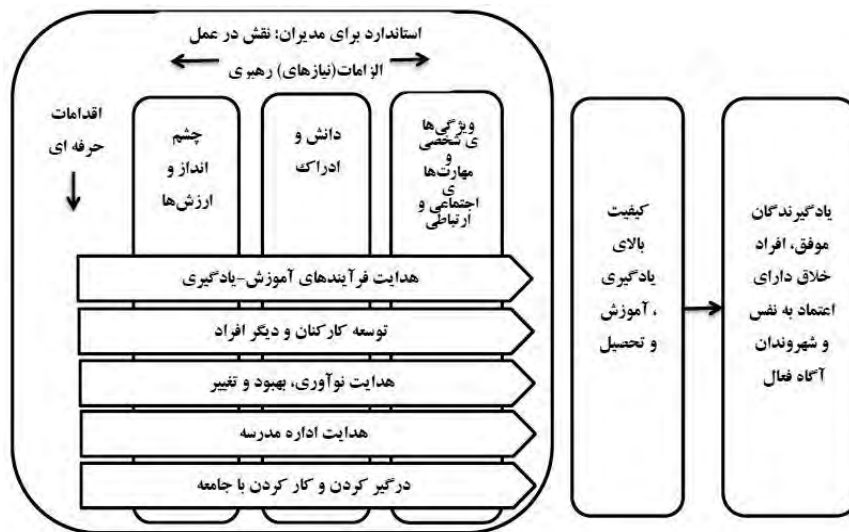 استاندارد برای مدیران: نقش در عمل
الزامات(نیازهای) رهبری
اقدامات
حرفه ای
ویژگی‌ها
ی شخصی
و
مهارت‌ها
ی
اجتماعی و
ارتباطی
دانش و
ادراک
چشم
انداز و
ارزش‌ها
هدایت فرآیندهای آموزش-یادگیری
توسعه کارکنان و دیگر افراد
هدایت نوآوری، بهبود و تغییر
هدایت اداره مدرسه
درگیر کردن و کار کردن با جامعه
کیفیت
بالای
یادگیری
، آموزش
و تحصیل
یادگیرندگان
موفق، افراد
خلاق دارای
اعتماد به نفس
و شهروندان
آگاه فعال